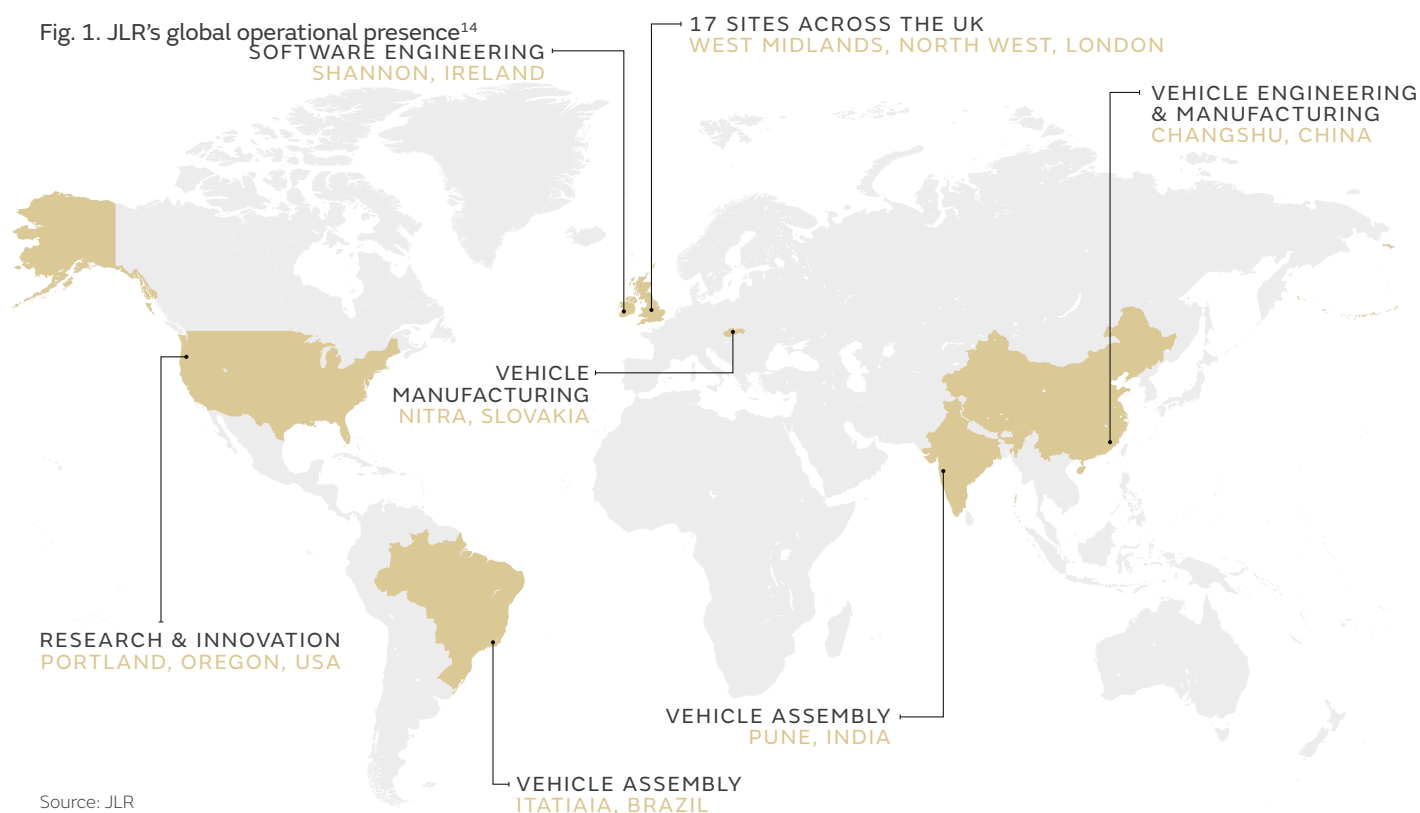 Fig. 1. JLR's global operational presence14
SOFTWARE ENGINEERING
SHANNON, IRELAND
17 SITES ACROSS THE UK
WEST MIDLANDS, NORTH WEST, LONDON
VEHICLE ENGINEERING
& MANUFACTURING
CHANGSHU, CHINA
VEHICLE
MANUFACTURING
NITRA, SLOVAKIA
RESEARCH & INNOVATION
PORTLAND, OREGON, USA
VEHICLE ASSEMBLY
PUNE, INDIA
VEHICLE ASSEMBLY
ITATIAIA, BRAZIL
Source: JLR